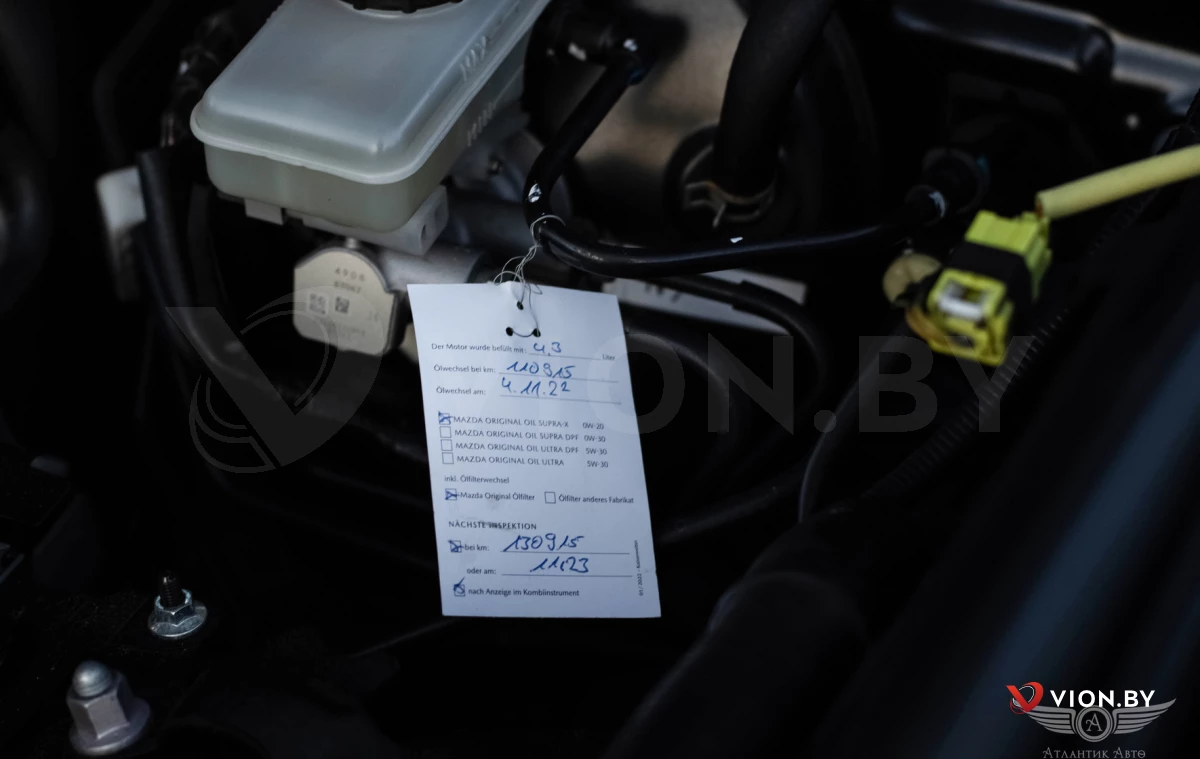 Der Motor wurde befüllt mit: 4,3 Liter
Ölwechsel bei km: 110915
Ölwechsel am: 4.11.22
MAZDA ORIGINAL OIL SUPRA-X 0W-20
MAZDA ORIGINAL OIL SUPRA DPF 0W-30
MAZDA ORIGINAL OIL ULTRA DPF 5W-30
MAZDA ORIGINAL OIL ULTRA 5W-30
inkl. Ölfilterwechsel
Mazda Original Ölfilter Ölfilter anderes Fabrikat
NÄCHSTE INSPEKTION
bei km: 130915
oder am: 11.23
nach Anzeige im Kombiinstrument
VION.BY
VION.BY
A
АТЛАНТИК АВТО